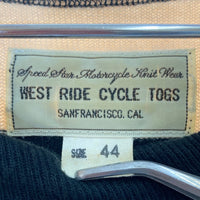 Speed Star Motorcycle Knit Wear
WEST RIDE CYCLE TOGS
SANFRANCISCO. CAL
SIZE 44